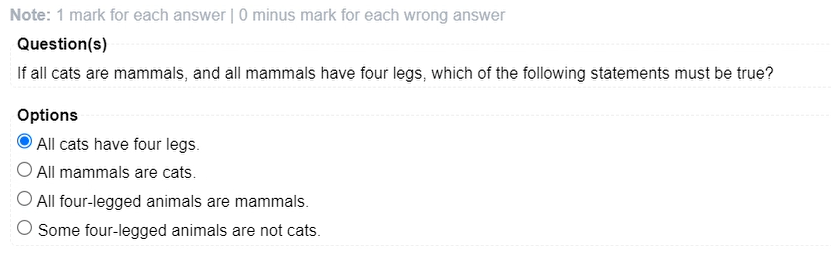 Note: 1 mark for each answer | 0 minus mark for each wrong answer
Question(s)
If all cats are mammals, and all mammals have four legs, which of the following statements must be true?
Options
All cats have four legs.
All mammals are cats.
All four-legged animals are mammals.
Some four-legged animals are not cats.